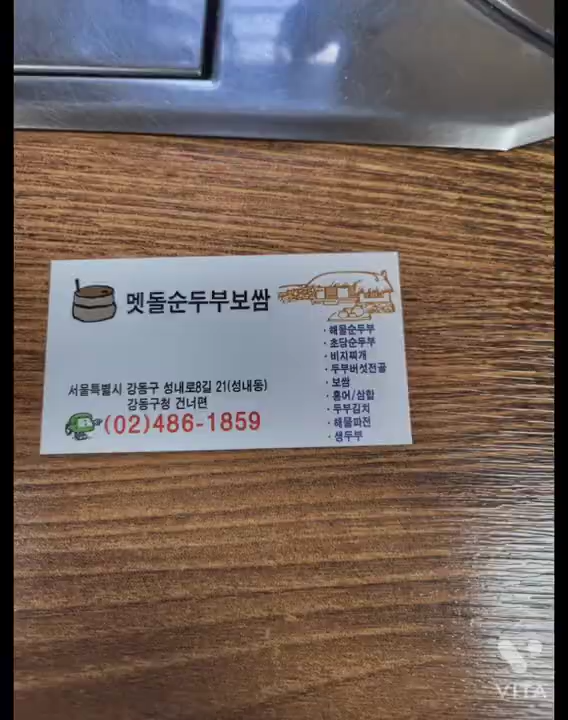 멧돌순두부보쌈
· 해물순두부
· 초당순두부
· 비지찌개
· 두부버섯전골
· 보쌈
· 홍어/삼합
· 두부김치
· 해물파전
· 생두부
서울특별시 강동구 성내로8길 21(성내동)
강동구청 건너편
(02)486-1859
VITA